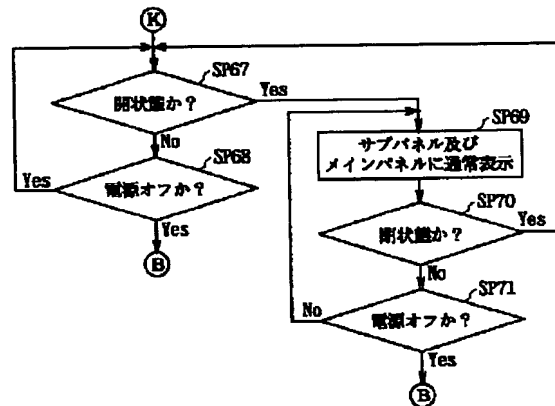 K
SP67
開状態か？
Yes
No
SP68
電源オフか？
Yes
Yes
B
SP69
サブパネル及び
メインパネルに通常表示
SP70
閉状態か？
Yes
No
SP71
電源オフか？
No
Yes
B